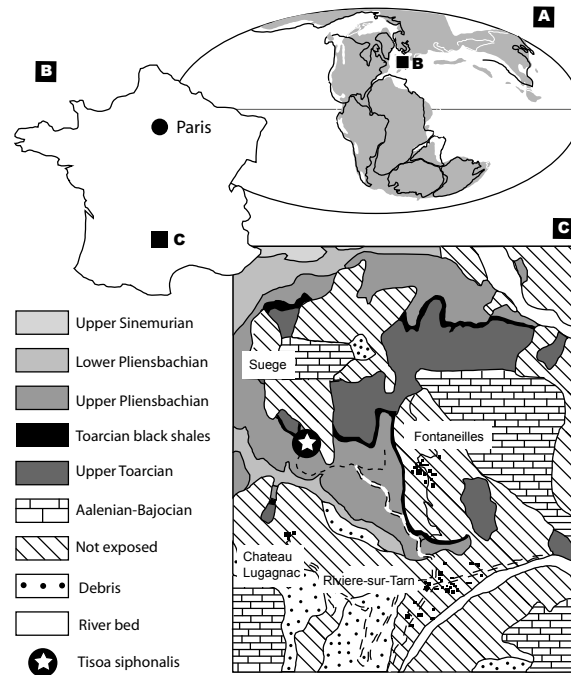 A
B
B
Paris
C
C
Upper Sinemurian
Lower Pliensbachian
Upper Pliensbachian
Toarcian black shales
Upper Toarcian
Aalenian-Bajocian
Not exposed
Debris
River bed
Tisoa siphonalis
Suege
Fontaneilles
Chateau
Lugagnac
Riviere-sur-Tarn